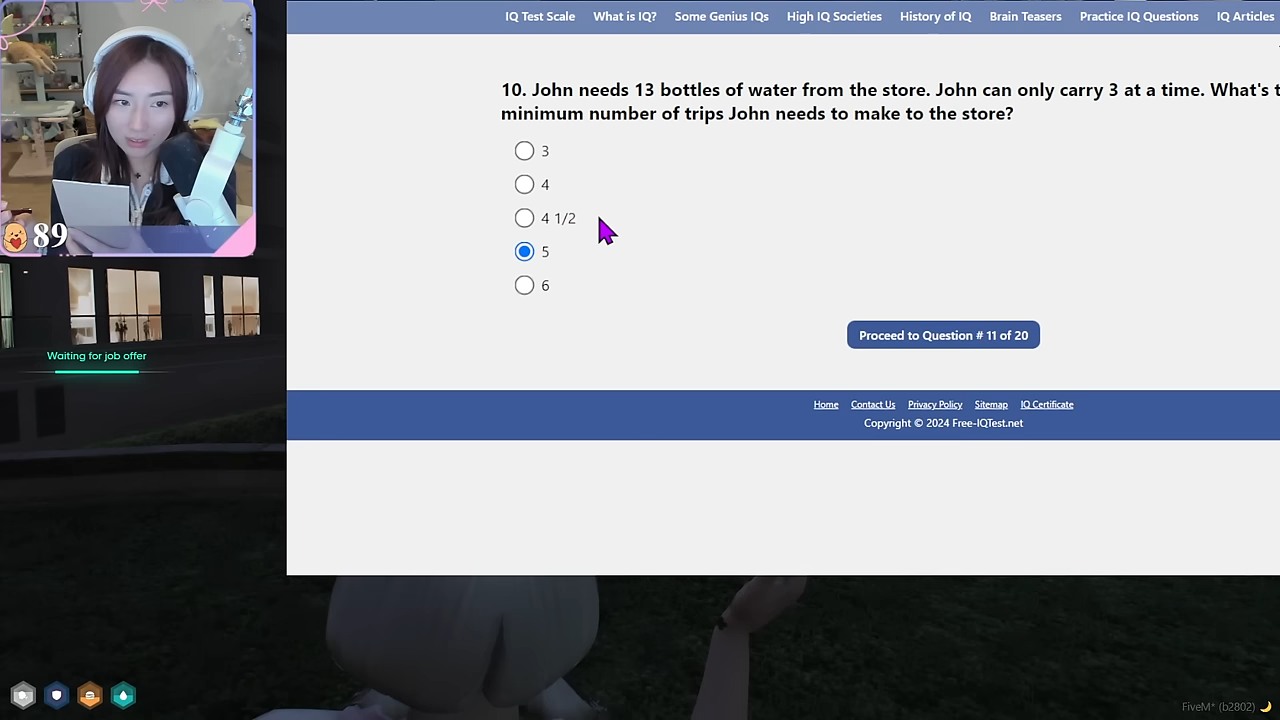 IQ Test Scale What is IQ? Some Genius IQs High IQ Societies History of IQ Brain Teasers Practice IQ Questions IQ Articles
10. John needs 13 bottles of water from the store. John can only carry 3 at a time. What's t
minimum number of trips John needs to make to the store?
3
4
4 1/2
5
6
89
Proceed to Question # 11 of 20
Waiting for job offer
Home Contact Us Privacy Policy Sitemap IQ Certificate
Copyright © 2024 Free-IQTest.net
FiveM* (b2802)